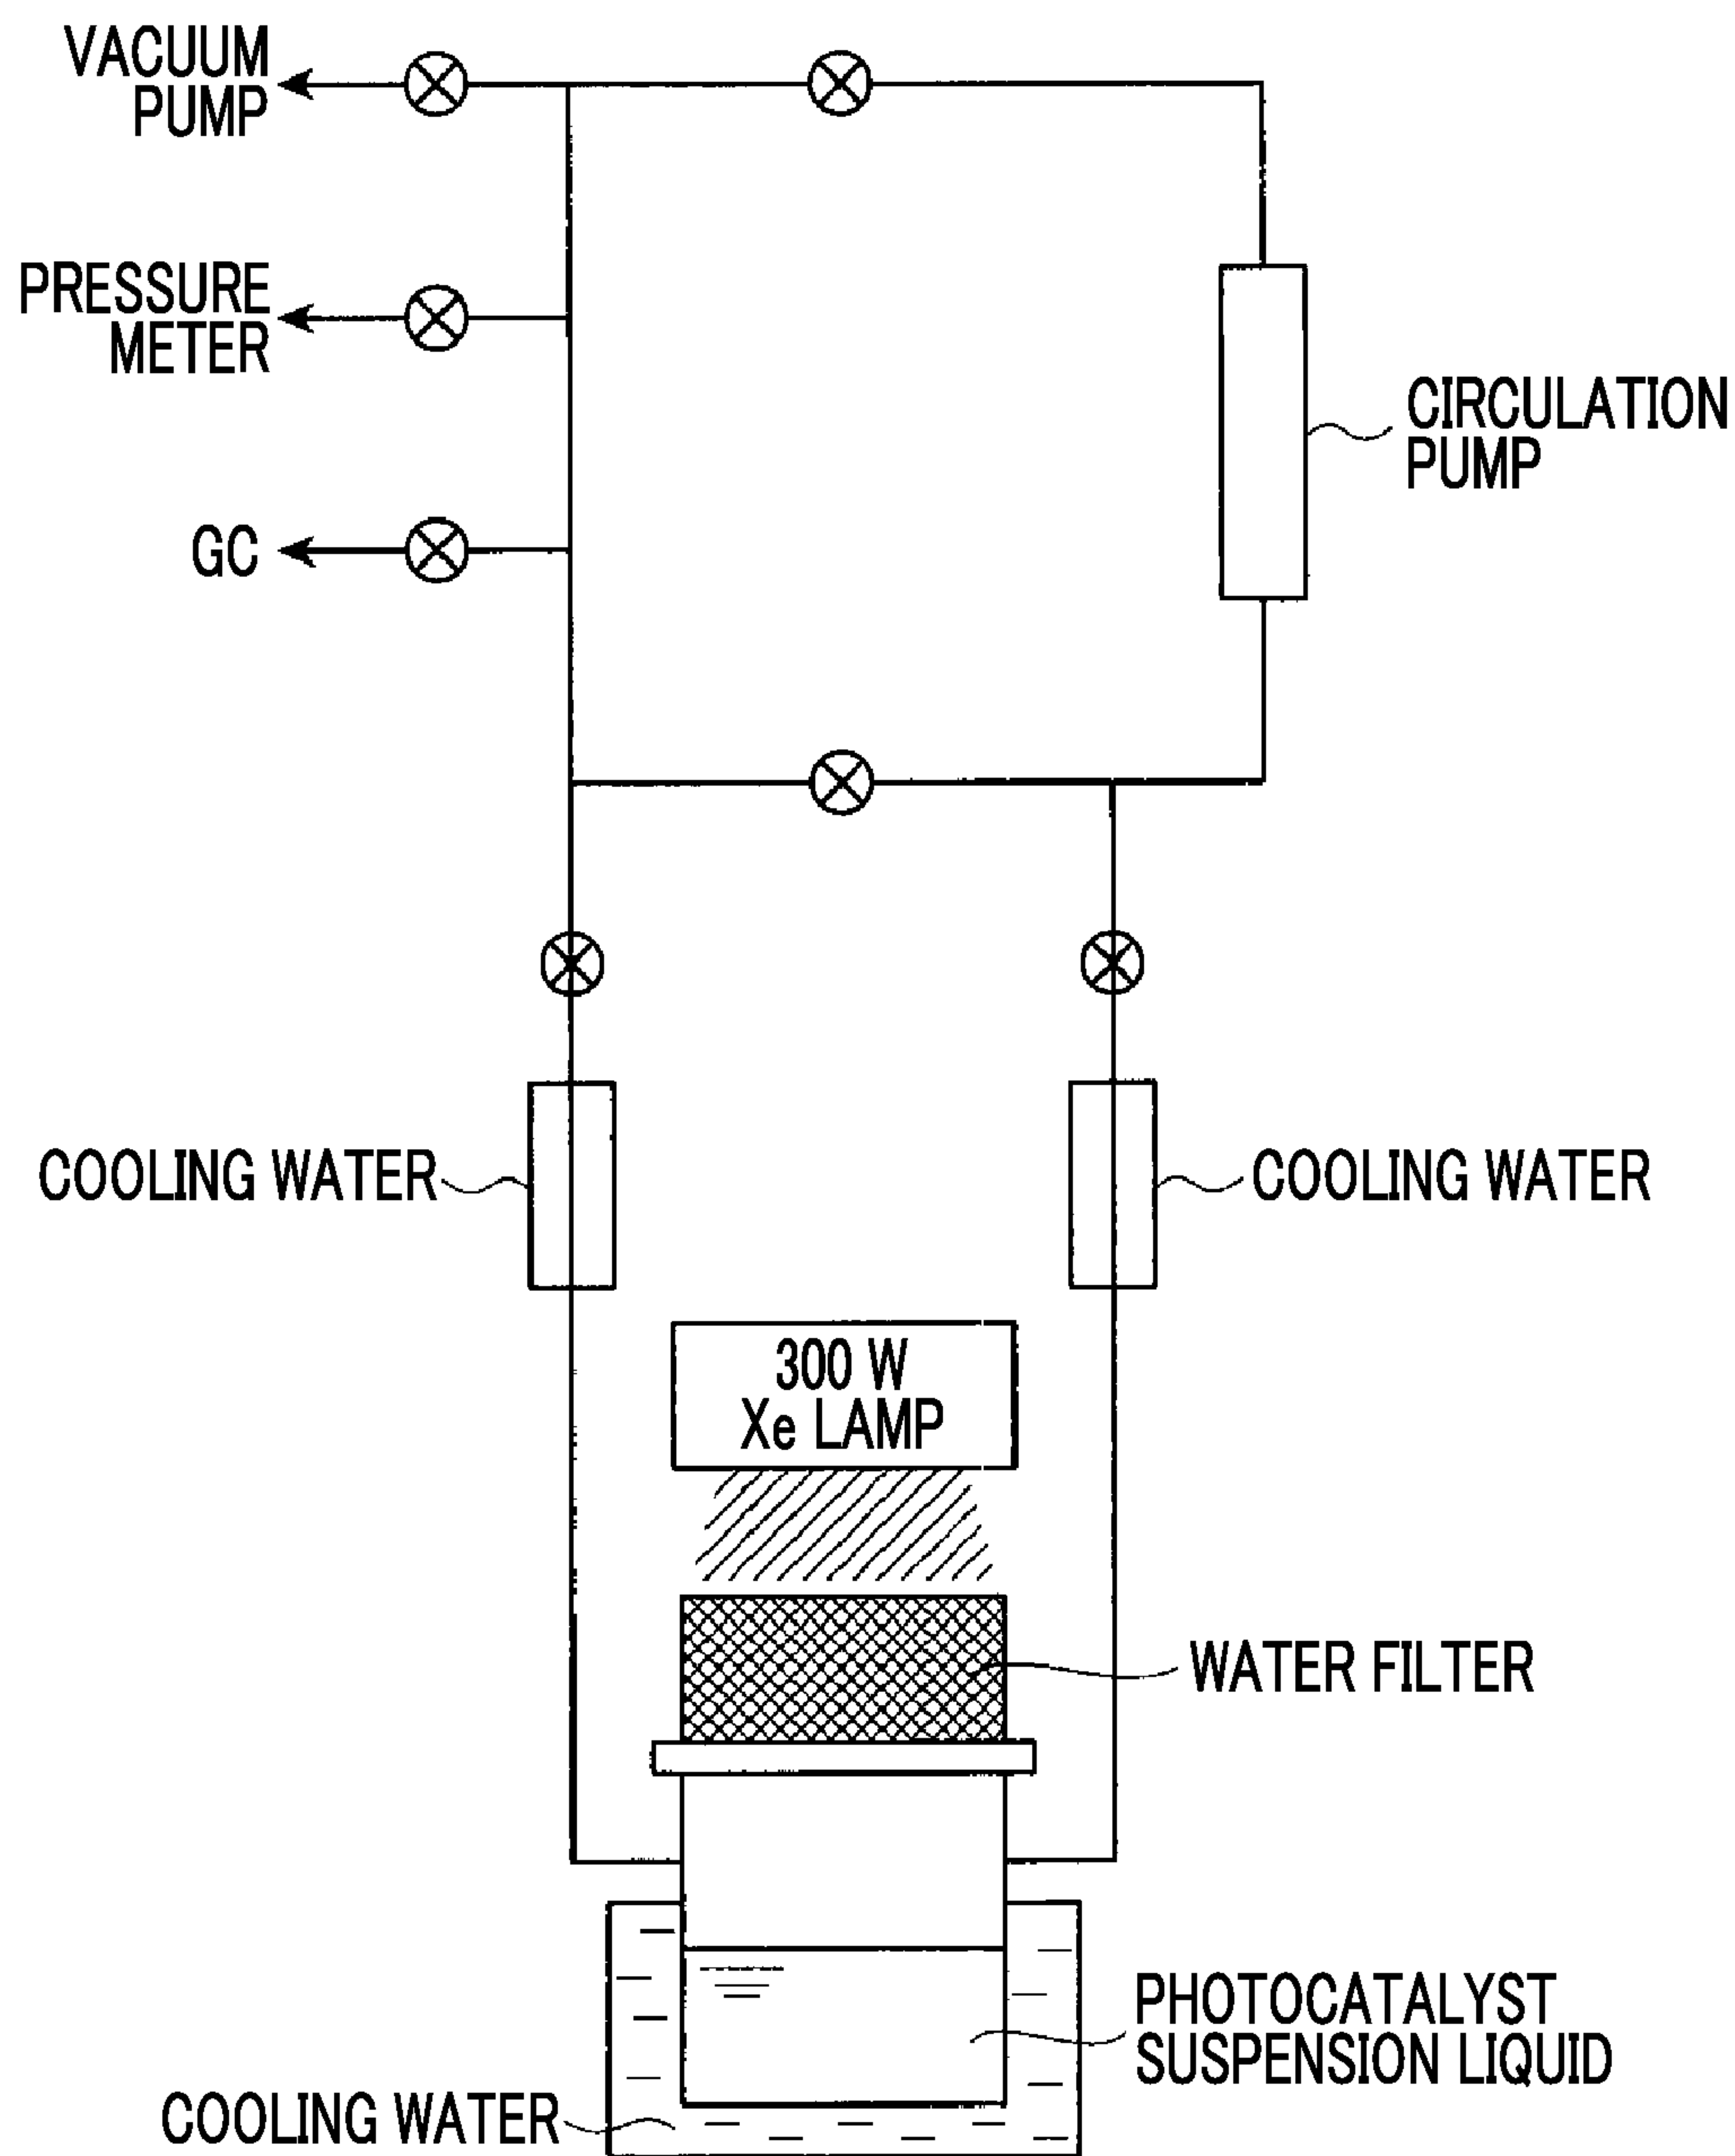 VACUUM
PUMP
PRESSURE
METER
CIRCULATION
PUMP
GC
COOLING WATER
COOLING WATER
300 W
Xe LAMP
WATER FILTER
PHOTOCATALYST
SUSPENSION LIQUID
COOLING WATER